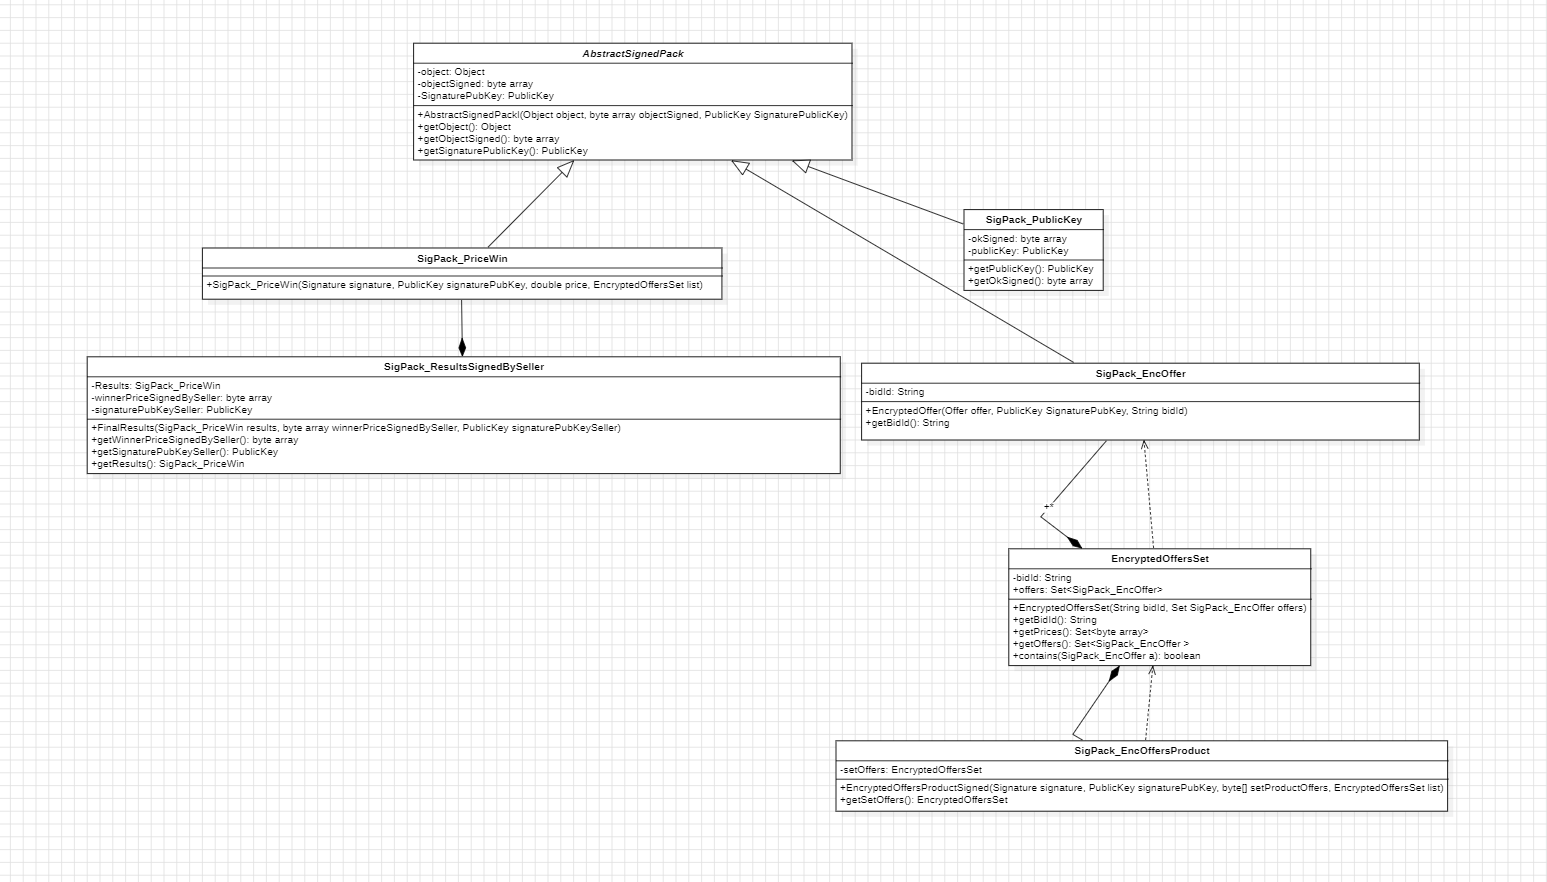 AbstractSignedPack
-object: Object
-objectSigned: byte array
-SignaturePubKey: PublicKey
+AbstractSignedPackl(Object object, byte array objectSigned, PublicKey SignaturePublicKey)
+getObject(): Object
+getObjectSigned(): byte array
+getSignaturePublicKey(): PublicKey
SigPack_PublicKey
-okSigned: byte array
-publicKey: PublicKey
+getPublicKey(): PublicKey
+getOkSigned(): byte array
SigPack_PriceWin
+SigPack_PriceWin(Signature signature, PublicKey signaturePubKey, double price, EncryptedOffersSet list)
SigPack_ResultsSignedBySeller
-Results: SigPack_PriceWin
-winnerPriceSignedBySeller: byte array
-signaturePubKeySeller: PublicKey
+FinalResults(SigPack_PriceWin results, byte array winnerPriceSignedBySeller, PublicKey signaturePubKeySeller)
+getWinnerPriceSignedBySeller(): byte array
+getSignaturePubKeySeller(): PublicKey
+getResults(): SigPack_PriceWin
SigPack_EncOffer
-bidId: String
+EncryptedOffer(Offer offer, PublicKey SignaturePubKey, String bidId)
+getBidId(): String
+*
EncryptedOffersSet
-bidId: String
+offers: Set<SigPack_EncOffer>
+EncryptedOffersSet(String bidId, Set SigPack_EncOffer offers)
+getBidId(): String
+getPrices(): Set<byte array>
+getOffers(): Set<SigPack_EncOffer >
+contains(SigPack_EncOffer a): boolean
SigPack_EncOffersProduct
-setOffers: EncryptedOffersSet
+EncryptedOffersProductSigned(Signature signature, PublicKey signaturePubKey, byte[] setProductOffers, EncryptedOffersSet list)
+getSetOffers(): EncryptedOffersSet